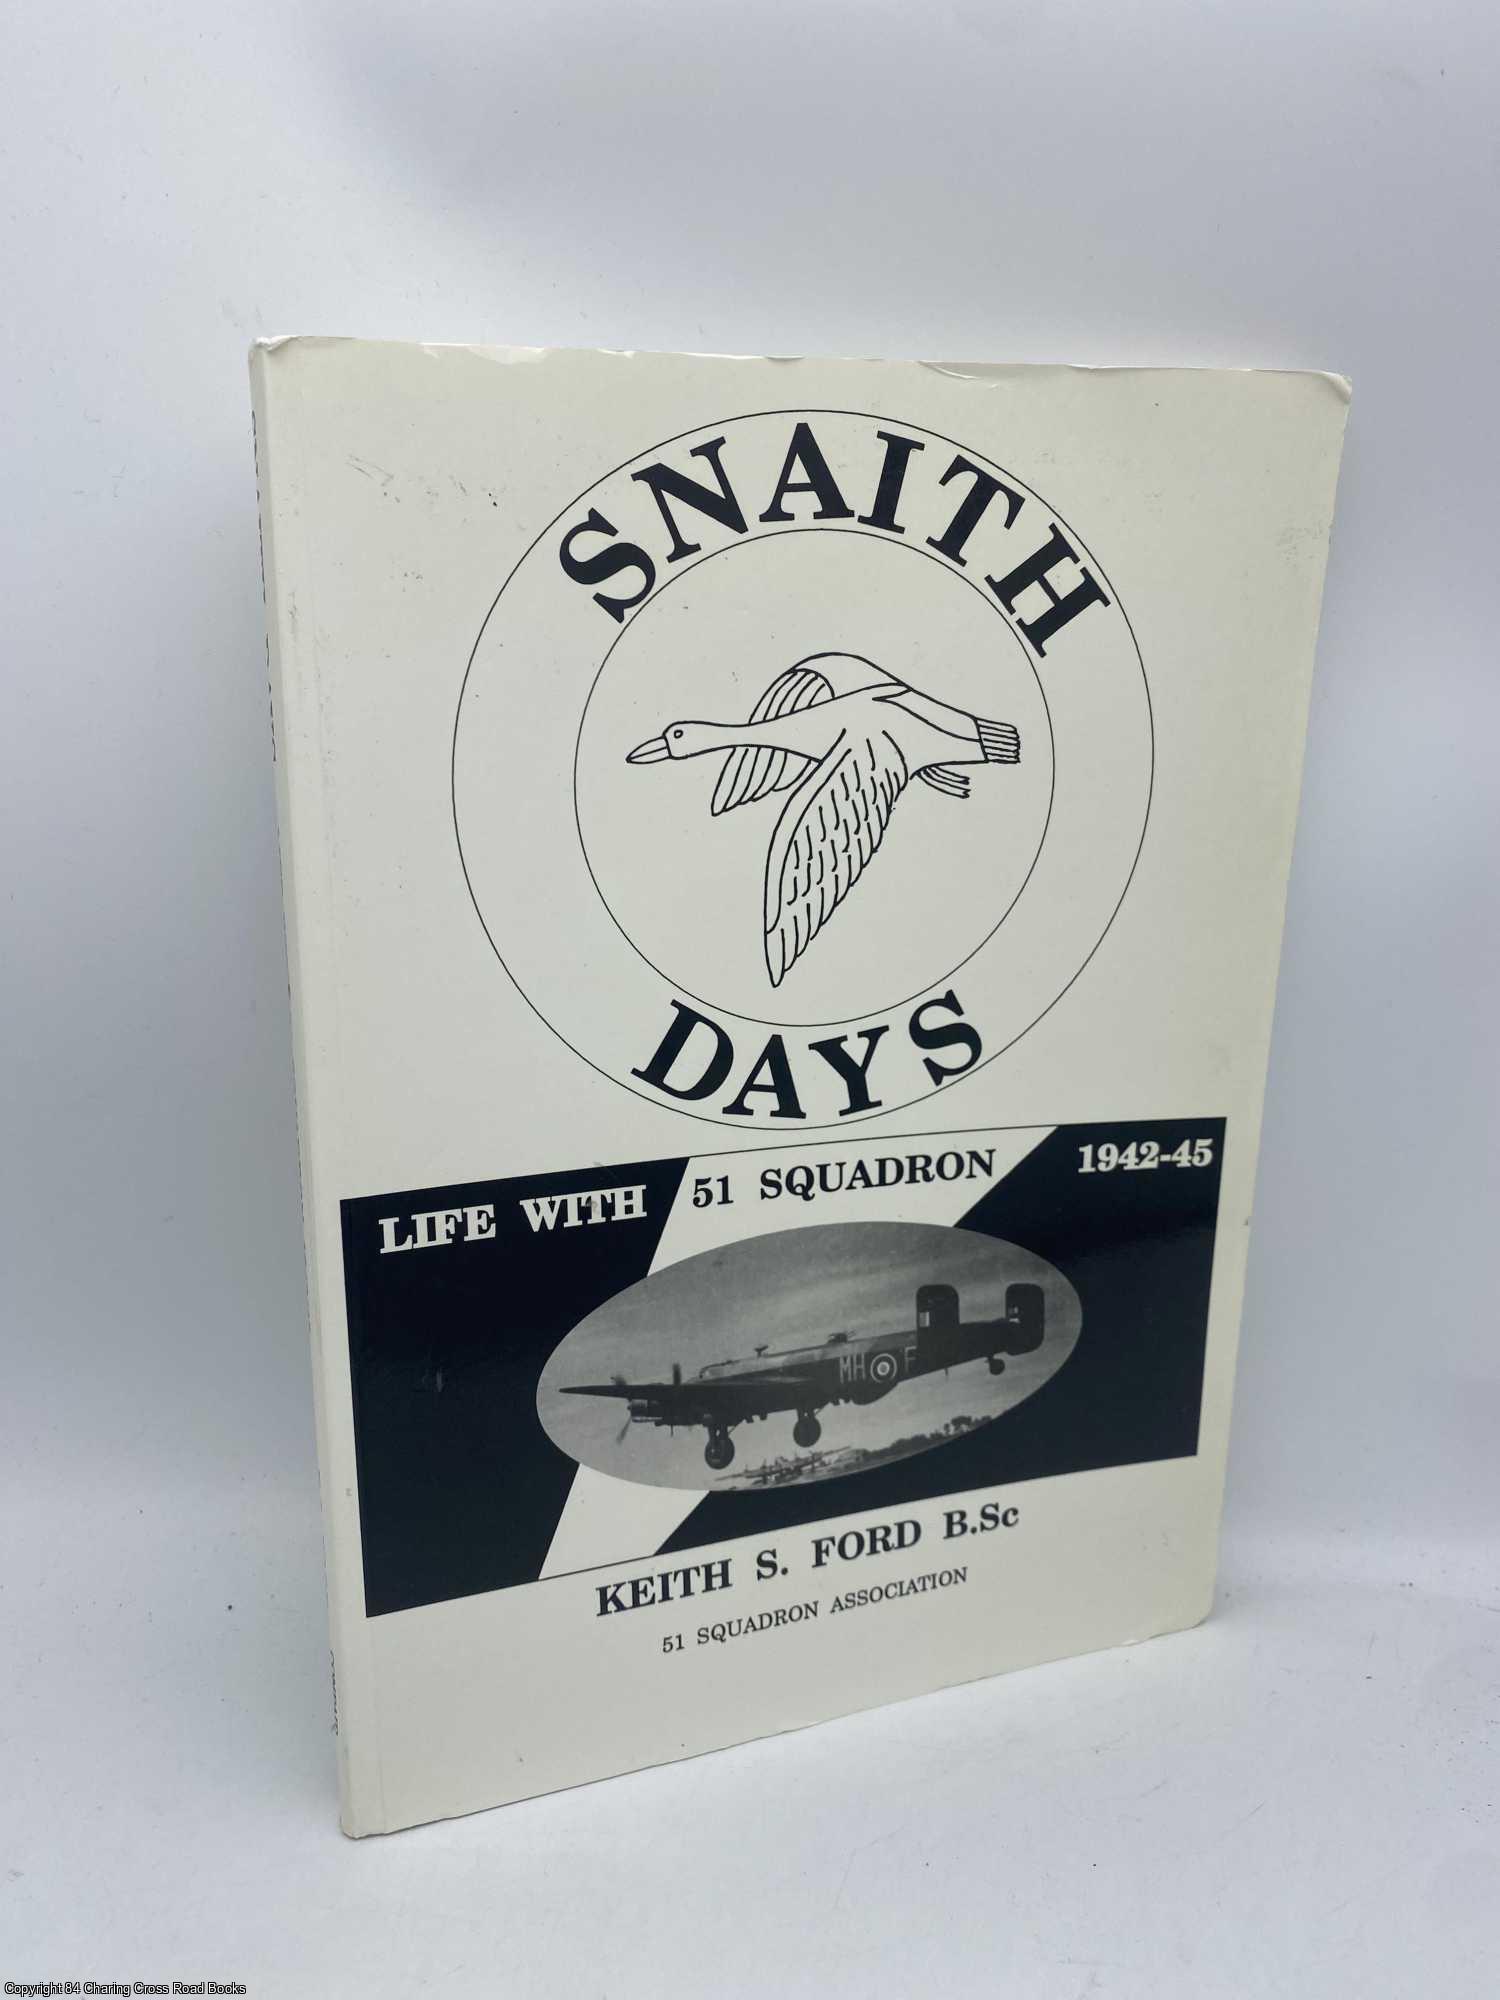 SNAITH
DAYS
LIFE WITH 51 SQUADRON 1942-45
MH F
KEITH S. FORD B.Sc
51 SQUADRON ASSOCIATION
Copyright 84 Charing Cross Road Books